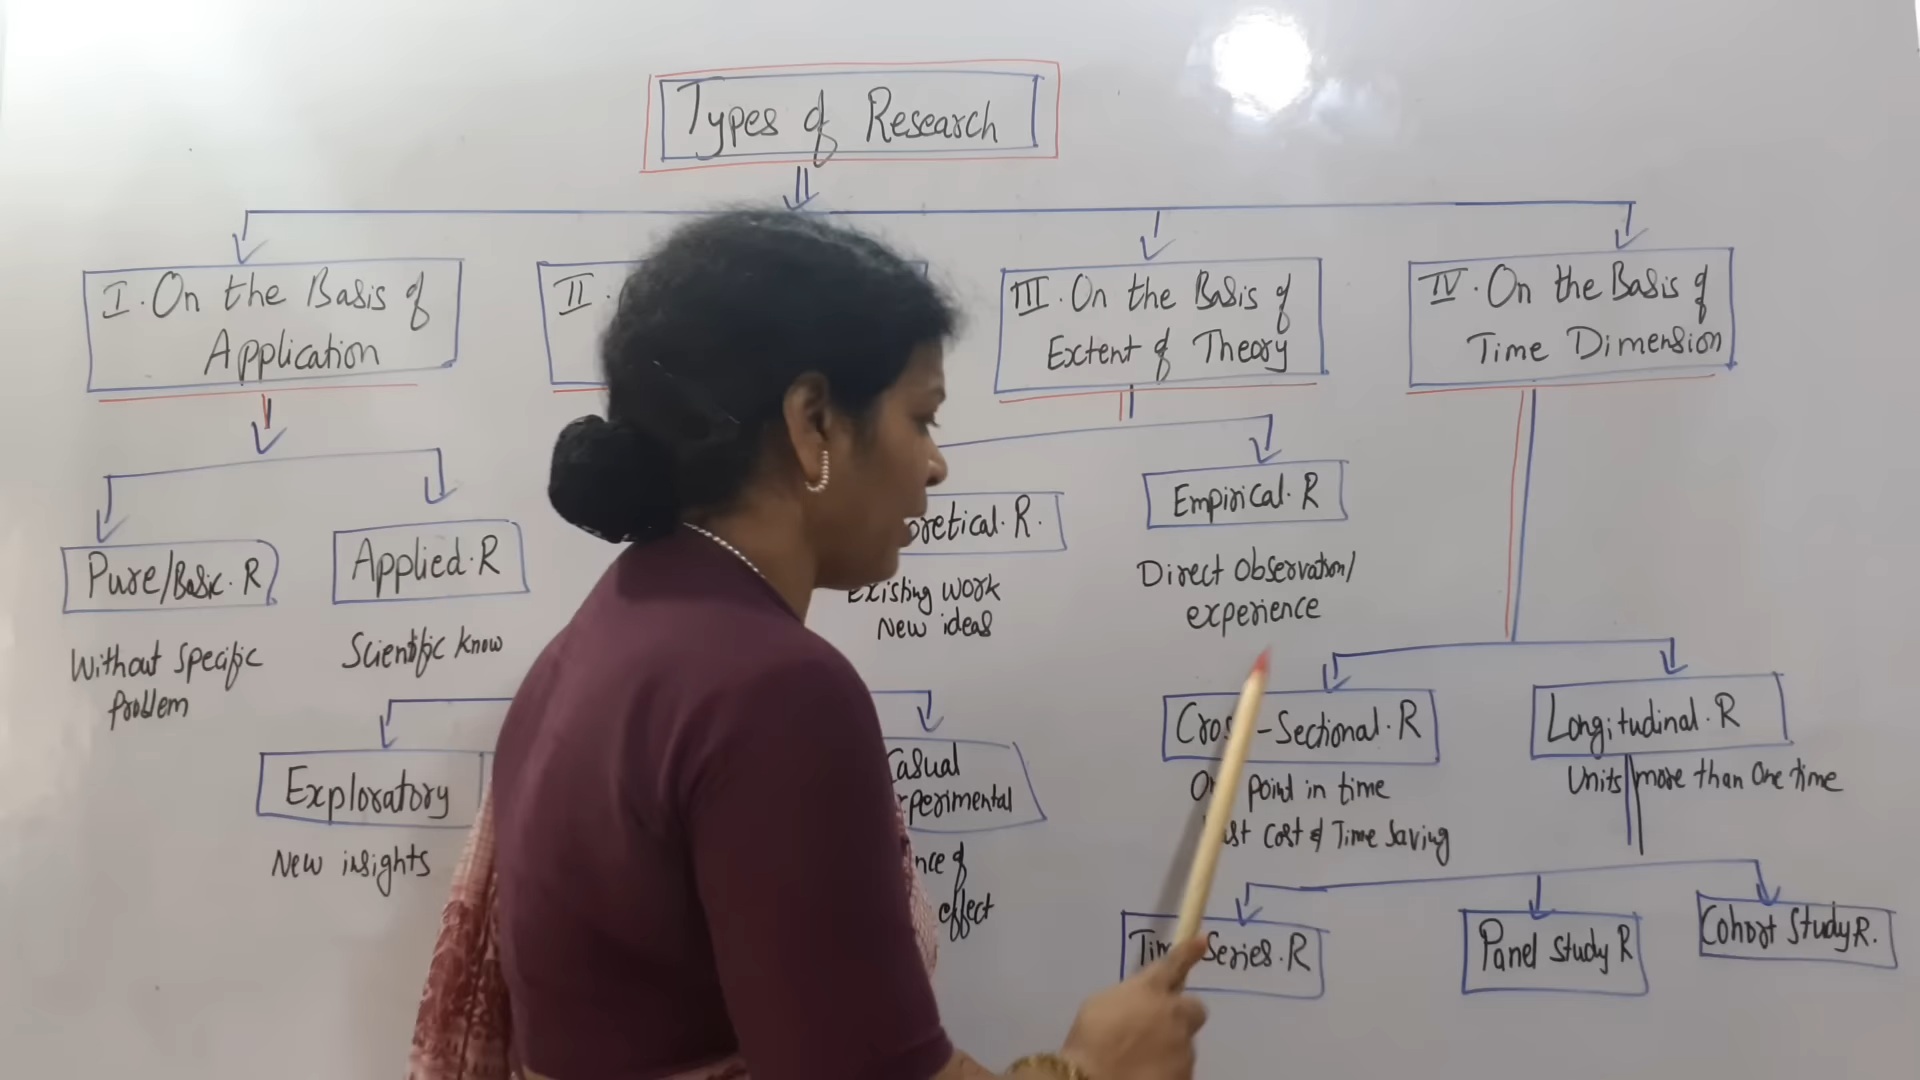 Types of Research
I. On the Basis of
Application
II.
III. On the Basis of
Extent of Theory
IV. On the Basis of
Time Dimension
Pure/Basic. R
Without specific
Problem
Applied. R
Scientific know
Exploratory
New insights
Casual
effect
R.
Existing work
New ideas
Empirical. R
Direct Observation/
experience
-Sectional. R
point in time
Cost & Time saving
Longitudinal. R
Units more than One time
Series. R
Panel study R
Cohort Study R.